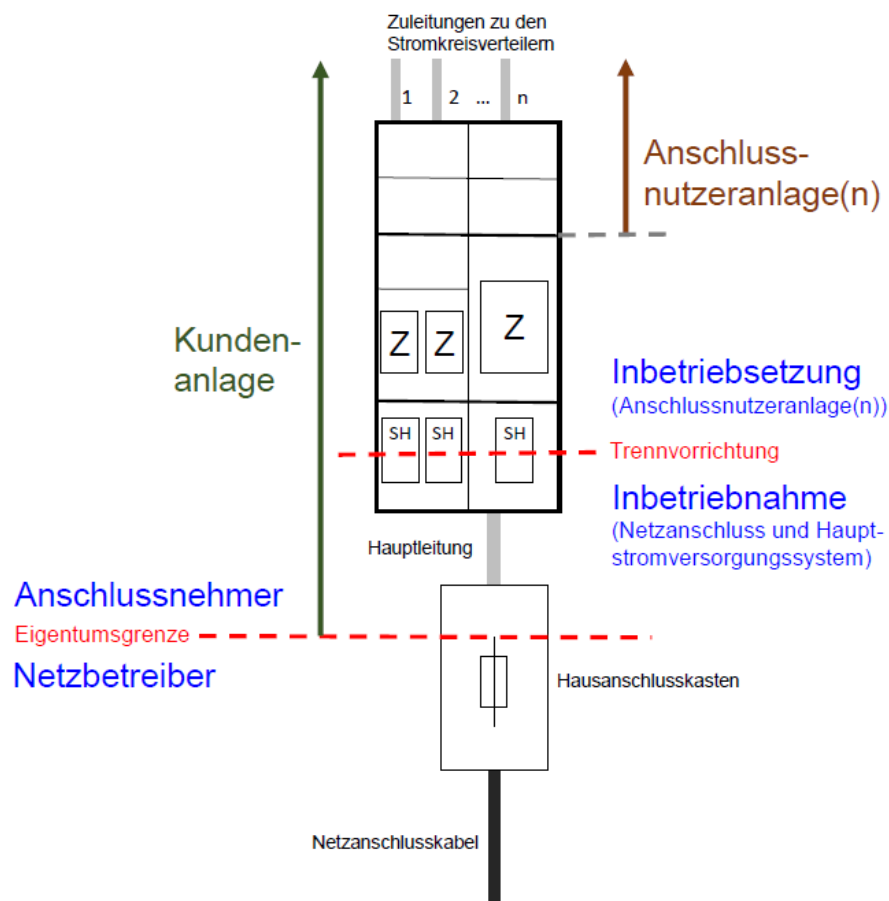 Zuleitungen zu den
Stromkreisverteilern
1 2 ... n
Anschluss-
nutzeranlage(n)
Z Z Z
Kunden-
anlage
Inbetriebsetzung
(Anschlussnutzeranlage(n))
SH SH SH
Trennvorrichtung
Inbetriebnahme
(Netzanschluss und Haupt-
stromversorgungssystem)
Hauptleitung
Anschlussnehmer
Eigentumsgrenze
Netzbetreiber
Hausanschlusskasten
Netzanschlusskabel